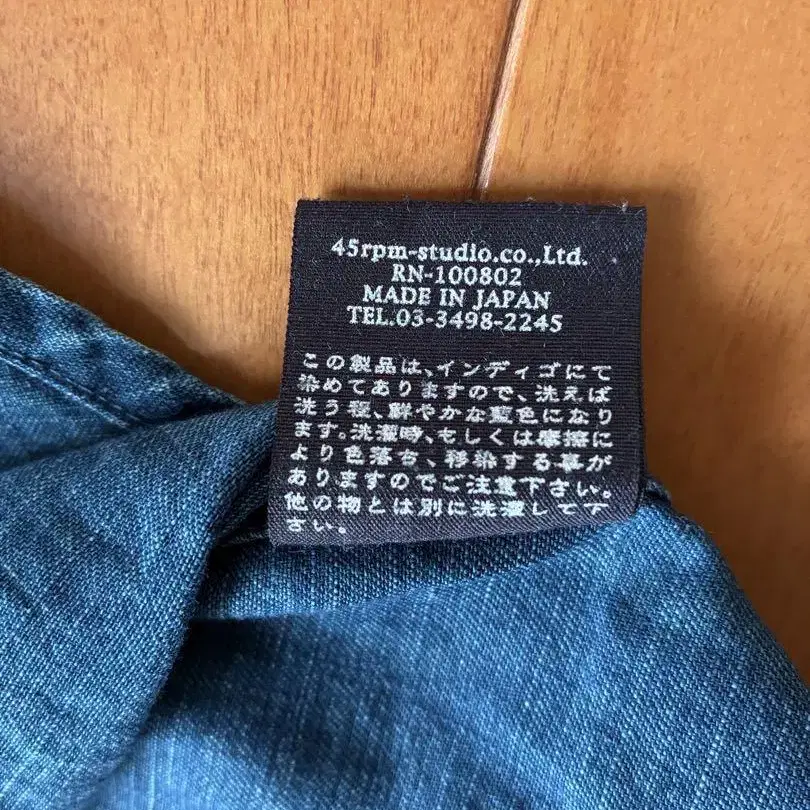 45rpm-studio.co.,Ltd.
RN-100802
MADE IN JAPAN
TEL.03-3498-2245
この製品は、インディゴにて
染めてありますので、洗えば
洗う程、鮮やかな藍色になり
ます。洗濯時、もしくは摩擦に
より色落ち、移染する事が
ありますのでご注意下さい。
他の物とは別に洗濯して下
さい。